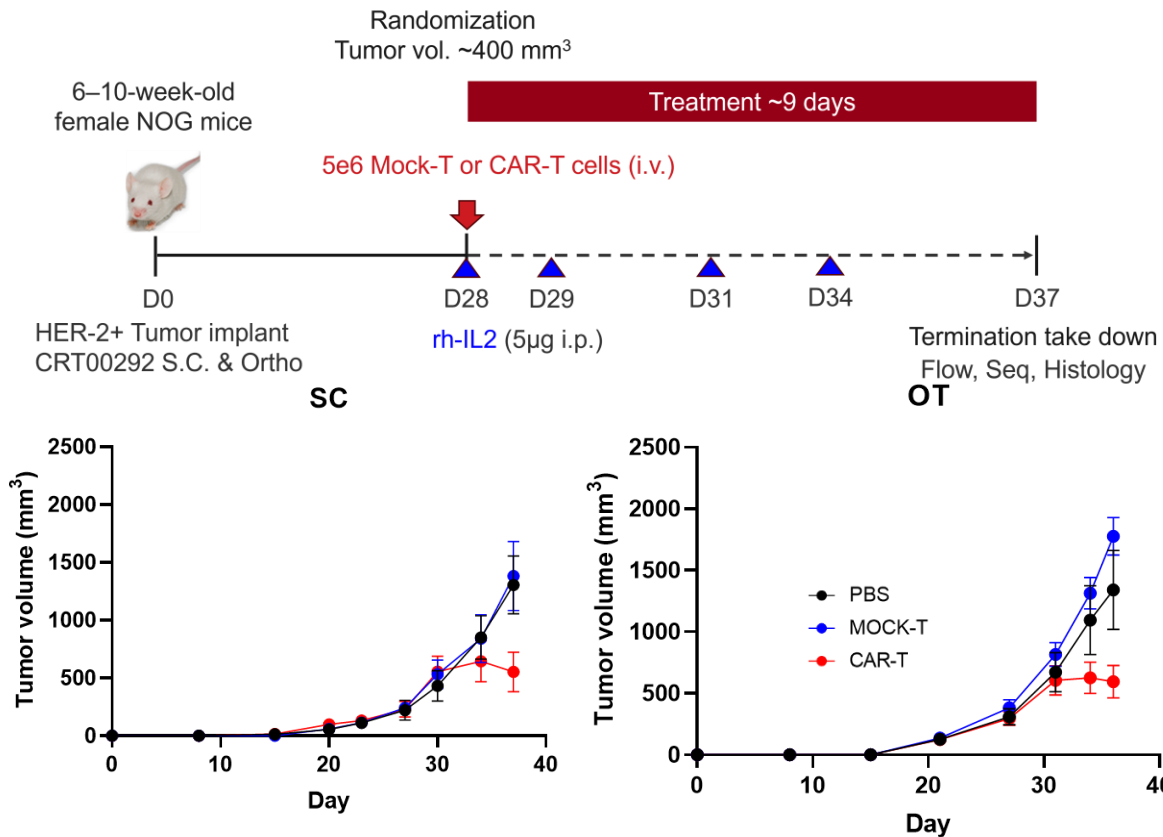 Randomization
Tumor vol. ~400 mm³
6–10-week-old
female NOG mice
Treatment ~9 days
5e6 Mock-T or CAR-T cells (i.v.)
D0
D28
D29
D31
D34
D37
HER-2+ Tumor implant
CRT00292 S.C. & Ortho
rh-IL2 (5µg i.p.)
Termination take down
Flow, Seq, Histology
SC
Tumor volume (mm³)
2500
2000
1500
1000
500
0
0
10
20
30
40
Day
OT
Tumor volume (mm³)
2500
2000
1500
1000
500
0
PBS
MOCK-T
CAR-T
0
10
20
30
40
Day